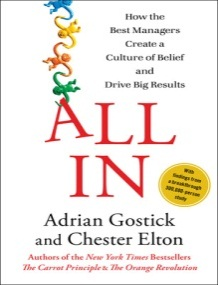 How the
Best Managers
Create a
Culture of Belief
and
Drive Big Results
ALL
IN
With
findings from
a breakthrough
300,000-person
study
Adrian Gostick
and Chester Elton
Authors of the New York Times Bestsellers
The Carrot Principle & The Orange Revolution